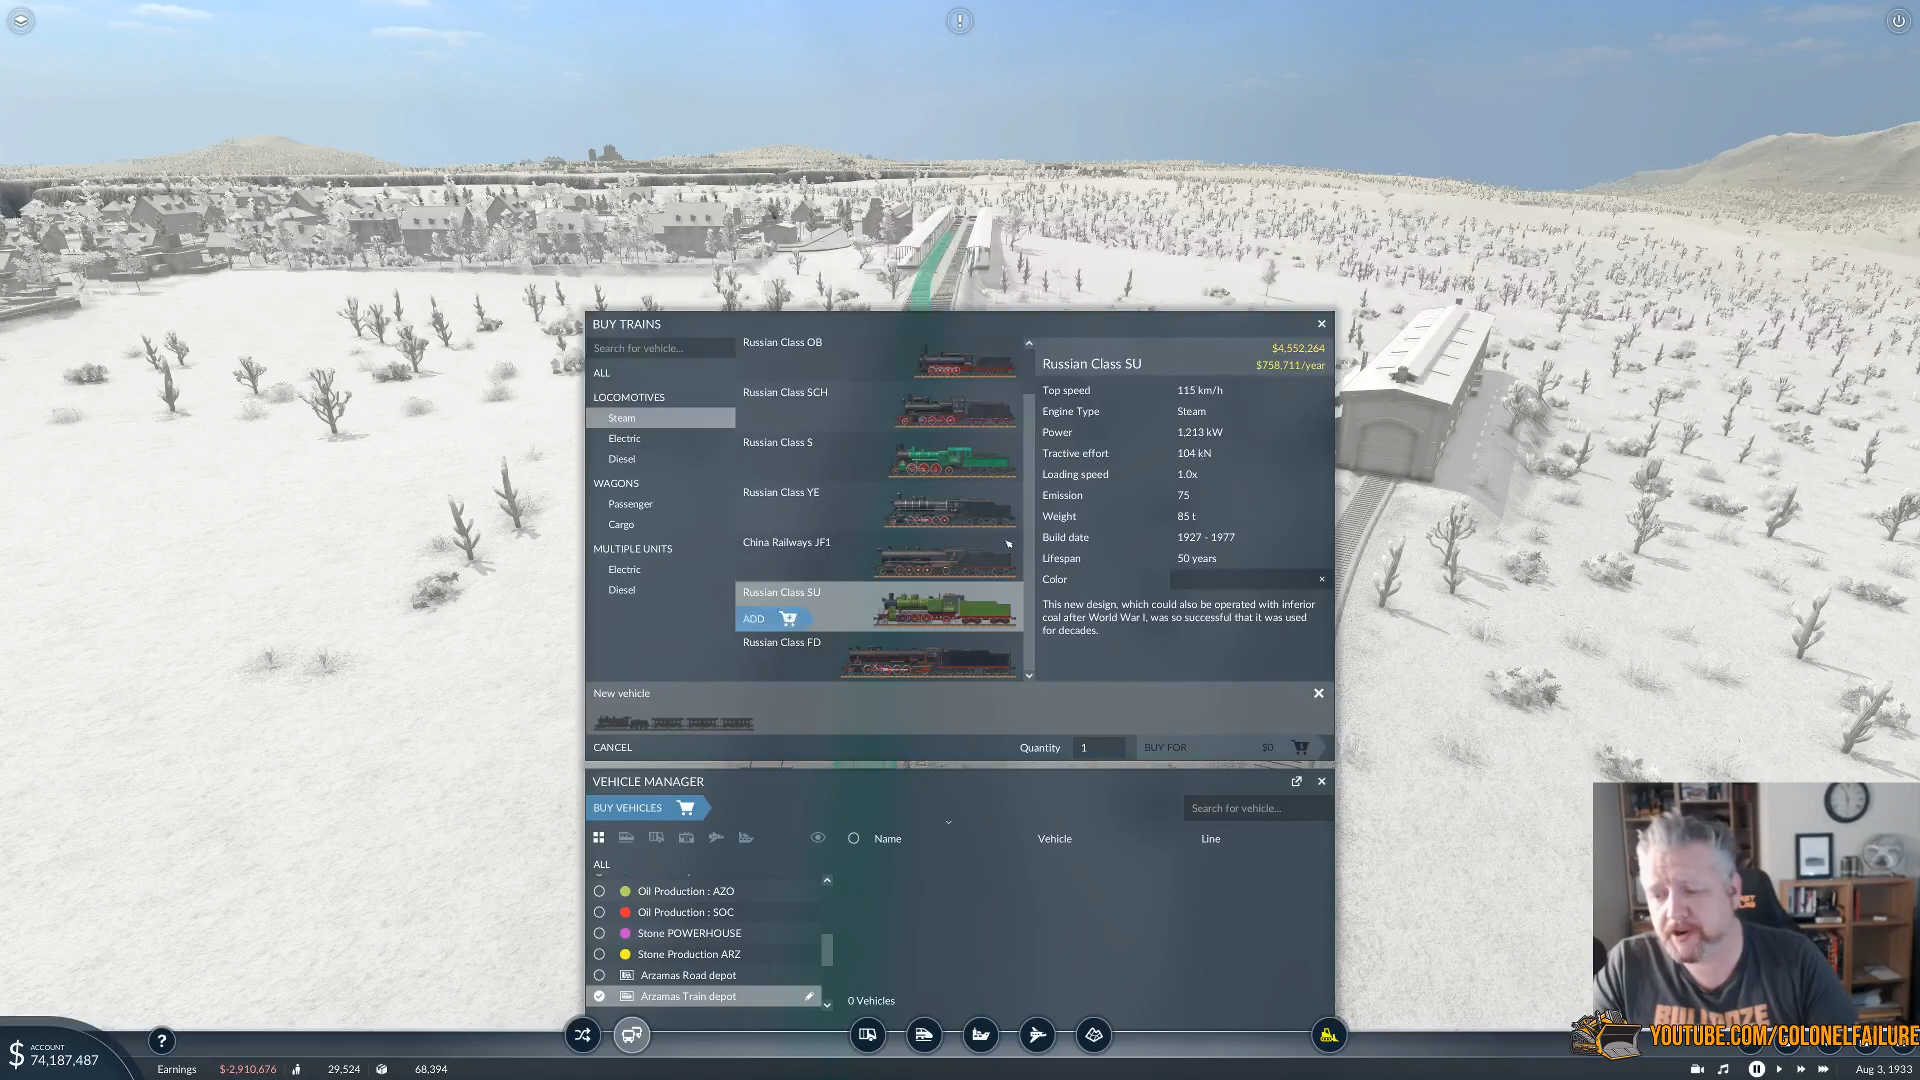 BUY TRAINS
Search for vehicle...
ALL
LOCOMOTIVES
Steam
Electric
Diesel
WAGONS
Passenger
Cargo
MULTIPLE UNITS
Electric
Diesel
Russian Class OB
Russian Class SCH
Russian Class S
Russian Class YE
China Railways JF1
Russian Class SU
ADD
Russian Class FD
$4,552,264
Russian Class SU
$758,711/year
Top speed 115 km/h
Engine Type Steam
Power 1,213 kW
Tractive effort 104 kN
Loading speed 1.0x
Emission 75
Weight 85 t
Build date 1927 - 1977
Lifespan 50 years
Color
This new design, which could also be operated with inferior
coal after World War I, was so successful that it was used
for decades.
New vehicle
CANCEL
Quantity 1
BUY FOR $0
VEHICLE MANAGER
BUY VEHICLES
Search for vehicle...
Name Vehicle Line
ALL
Oil Production : AZO
Oil Production : SOC
Stone POWERHOUSE
Stone Production ARZ
Arzamas Road depot
Arzamas Train depot
0 Vehicles
BULLDOZE
YOUTUBE.COM/COLONELFAILURE
?
$ ACCOUNT
74,187,487
Earnings $-2,910,676 29,524 68,394
Aug 3, 1933